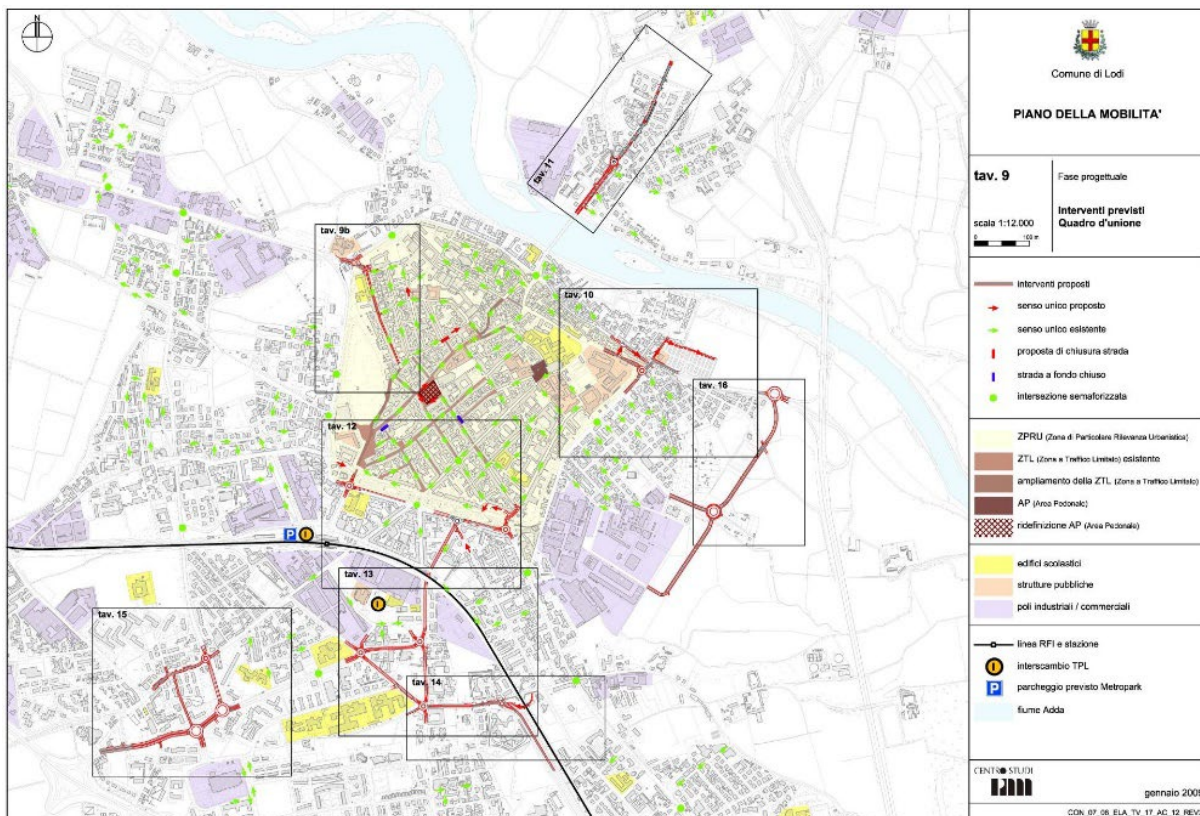 N
tav. 11
tav. 9b
tav. 10
tav. 16
tav. 12
P
tav. 13
tav. 15
tav. 14
Comune di Lodi
PIANO DELLA MOBILITA'
tav. 9
Fase progettuale
scala 1:12.000
Interventi previsti
Quadro d'unione
0 100 m
interventi proposti
senso unico proposto
senso unico esistente
proposta di chiusura strada
strada a fondo chiuso
intersezione semaforizzata
ZPRU (Zona di Particolare Rilevanza Urbanistica)
ZTL (Zona a Traffico Limitato) esistente
ampliamento della ZTL (Zona a Traffico Limitato)
AP (Area Pedonale)
ridefinizione AP (Area Pedonale)
edifici scolastici
strutture pubbliche
poli industriali / commerciali
linea RFI e stazione
interscambio TPL
P
parcheggio previsto Metropark
fiume Adda
CENTRO STUDI
PIM
gennaio 2009
CON_07_08_ELA_TV_17_AC_12_REV0